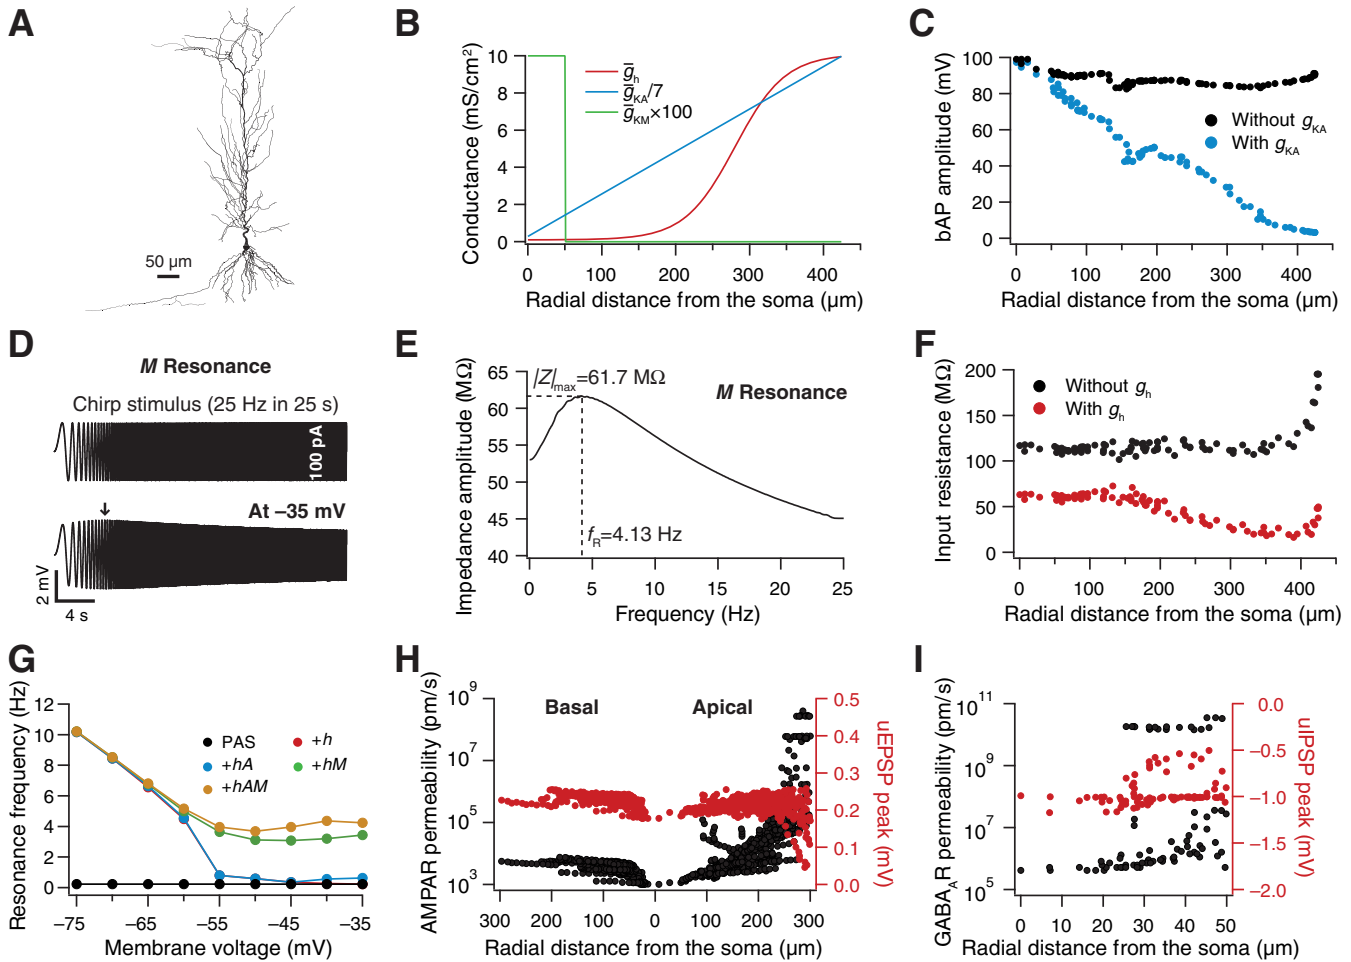 A
50 µm
B
Conductance (mS/cm²)
10
8
6
4
2
0
g̅h
g̅KA/7
g̅KM×100
0 100 200 300 400
Radial distance from the soma (µm)
C
bAP amplitude (mV)
100
80
60
40
20
0
Without gKA
With gKA
0 100 200 300 400
Radial distance from the soma (µm)
D
M Resonance
Chirp stimulus (25 Hz in 25 s)
100 pA
At –35 mV
2 mV
4 s
E
Impedance amplitude (MΩ)
65
60
55
50
45
40
|Z|max=61.7 MΩ
M Resonance
fR=4.13 Hz
0 5 10 15 20 25
Frequency (Hz)
F
Input resistance (MΩ)
200
150
100
50
0
Without gh
With gh
0 100 200 300 400
Radial distance from the soma (µm)
G
Resonance frequency (Hz)
12
10
8
6
4
2
0
PAS
+h
+hA
+hM
+hAM
–75 –65 –55 –45 –35
Membrane voltage (mV)
H
AMPAR permeability (pm/s)
10⁹
10⁷
10⁵
10³
Basal
Apical
0.5
0.4
0.3
0.2
0.1
0.0
uEPSP peak (mV)
300 200 100 0 100 200 300
Radial distance from the soma (µm)
I
GABAAR permeability (pm/s)
10¹¹
10⁹
10⁷
10⁵
0.0
–0.5
–1.0
–1.5
–2.0
uIPSP peak (mV)
0 10 20 30 40 50
Radial distance from the soma (µm)